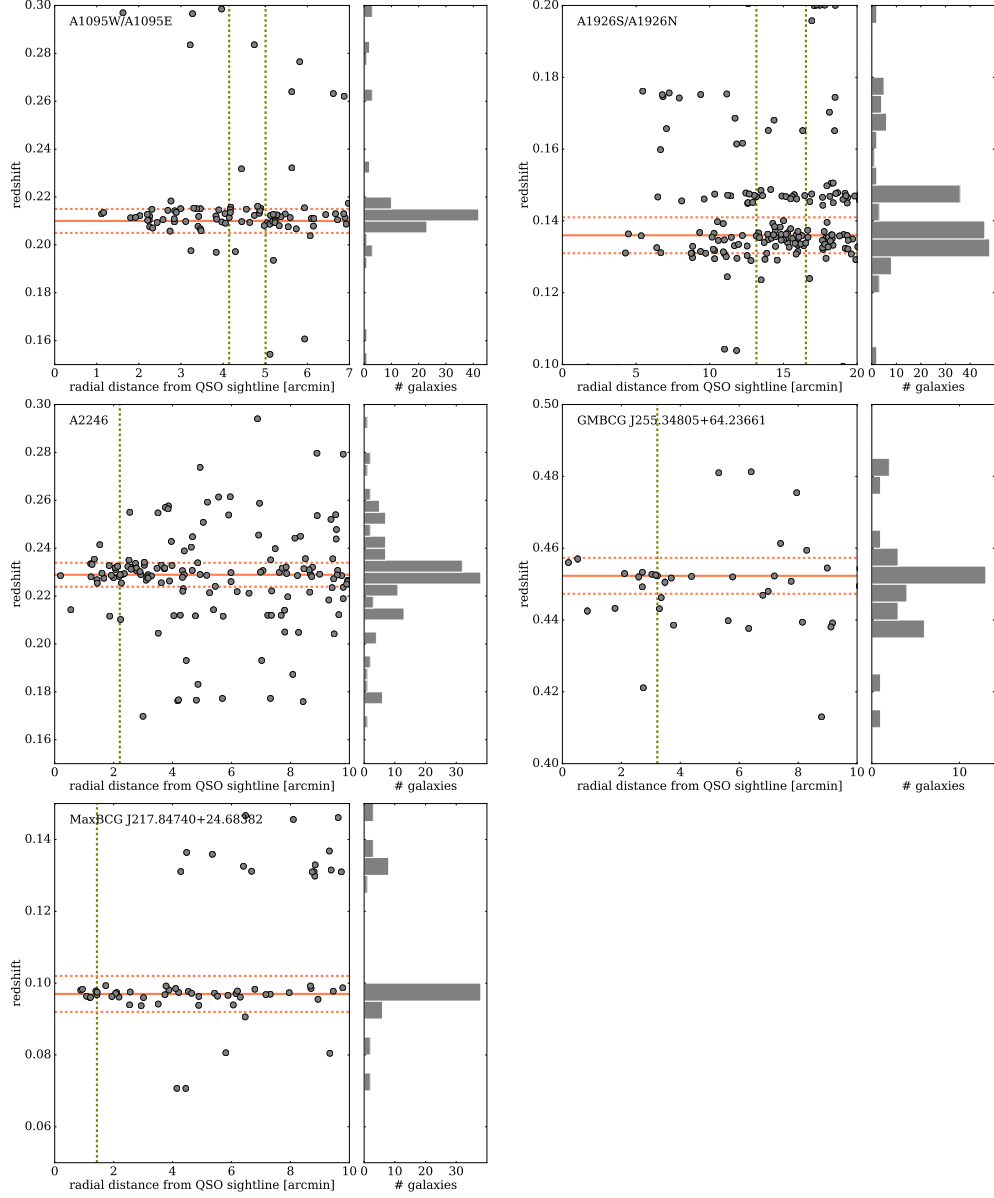 A1095W/A1095E
redshift
0.30
0.28
0.26
0.24
0.22
0.20
0.18
0.16
0 1 2 3 4 5 6 7
radial distance from QSO sightline [arcmin]
0 10 20 30 40
# galaxies
A1926S/A1926N
redshift
0.20
0.18
0.16
0.14
0.12
0.10
0 5 10 15 20
radial distance from QSO sightline [arcmin]
0 10 20 30 40
# galaxies
A2246
redshift
0.30
0.28
0.26
0.24
0.22
0.20
0.18
0.16
0 2 4 6 8 10
radial distance from QSO sightline [arcmin]
0 10 20 30
# galaxies
GMBCG J255.34805+64.23661
redshift
0.50
0.48
0.46
0.44
0.42
0.40
0 2 4 6 8 10
radial distance from QSO sightline [arcmin]
0 10
# galaxies
MaxBCG J217.84740+24.68382
redshift
0.14
0.12
0.10
0.08
0.06
0 2 4 6 8 10
radial distance from QSO sightline [arcmin]
0 10 20 30
# galaxies